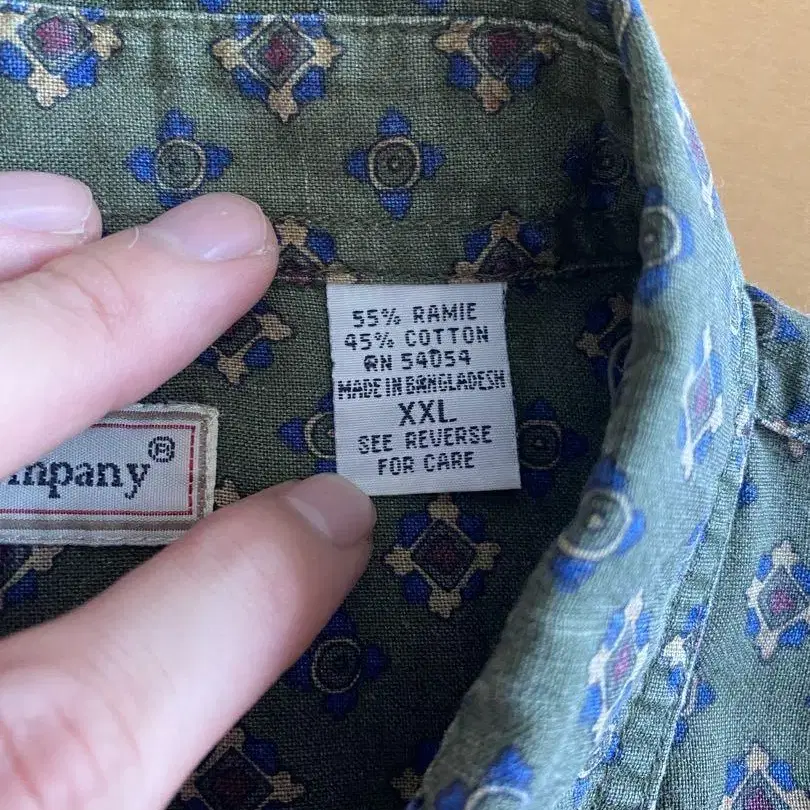 55% RAMIE
45% COTTON
RN 54054
MADE IN BANGLADESH
XXL
SEE REVERSE
FOR CARE
mpany®